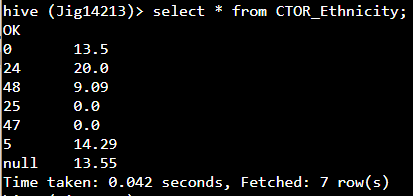 hive (Jig14213)> select * from CTOR_Ethnicity;
OK
0 13.5
24 20.0
48 9.09
25 0.0
47 0.0
5 14.29
null 13.55
Time taken: 0.042 seconds, Fetched: 7 row(s)